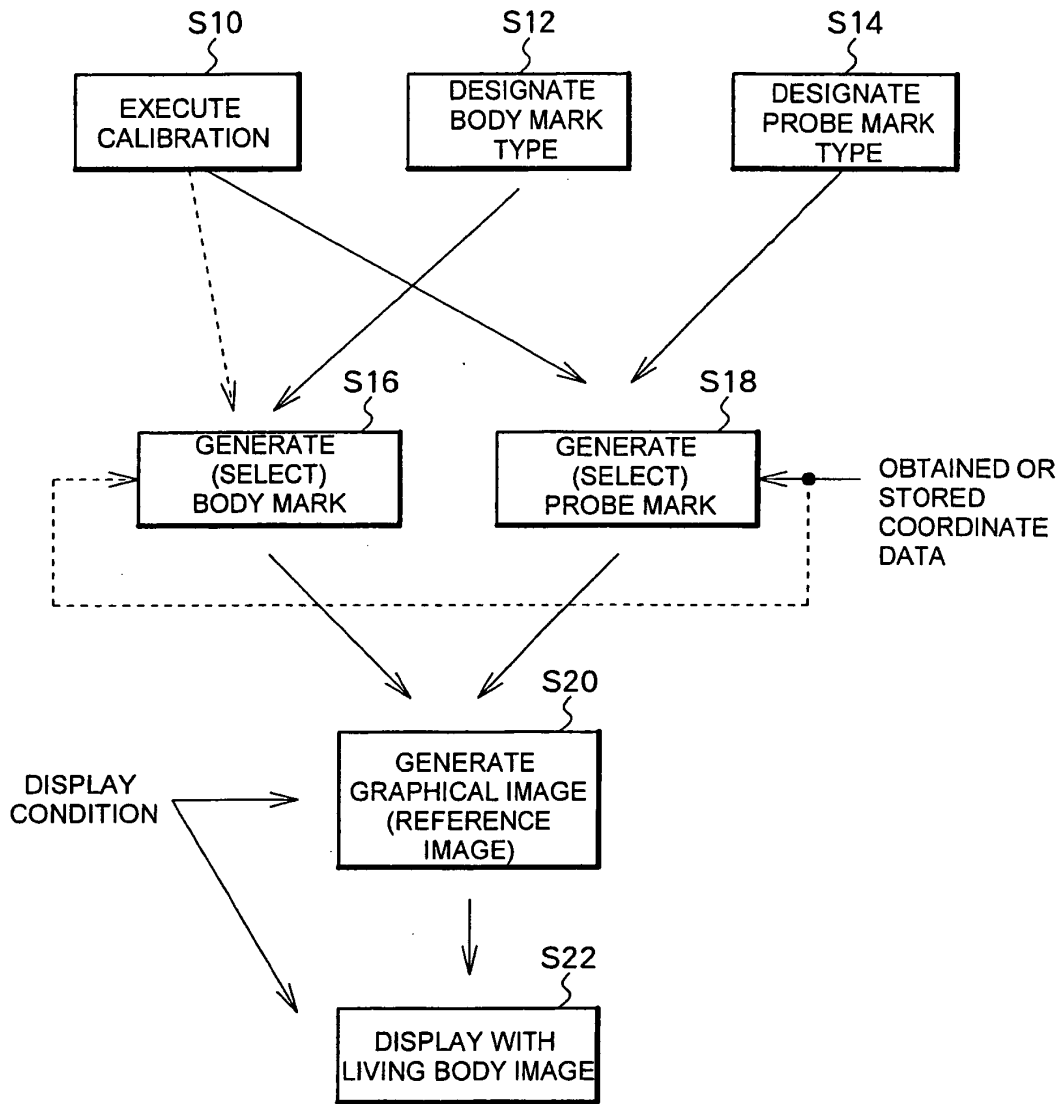 S10
S12
S14
EXECUTE
CALIBRATION
DESIGNATE
BODY MARK
TYPE
DESIGNATE
PROBE MARK
TYPE
S16
S18
GENERATE
(SELECT)
BODY MARK
GENERATE
(SELECT)
PROBE MARK
OBTAINED OR
STORED
COORDINATE
DATA
S20
DISPLAY
CONDITION
GENERATE
GRAPHICAL IMAGE
(REFERENCE
IMAGE)
S22
DISPLAY WITH
LIVING BODY IMAGE